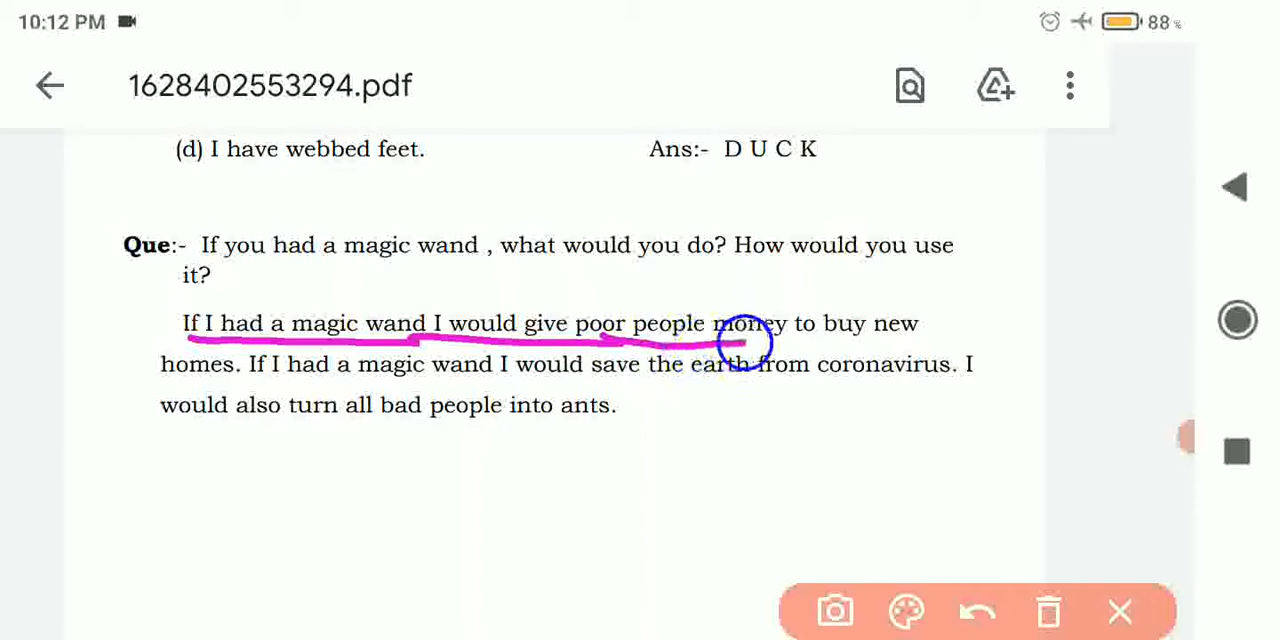 10:12 PM 88%
1628402553294.pdf
(d) I have webbed feet. Ans:- D U C K
Que:- If you had a magic wand , what would you do? How would you use
it?
If I had a magic wand I would give poor people money to buy new
homes. If I had a magic wand I would save the earth from coronavirus. I
would also turn all bad people into ants.